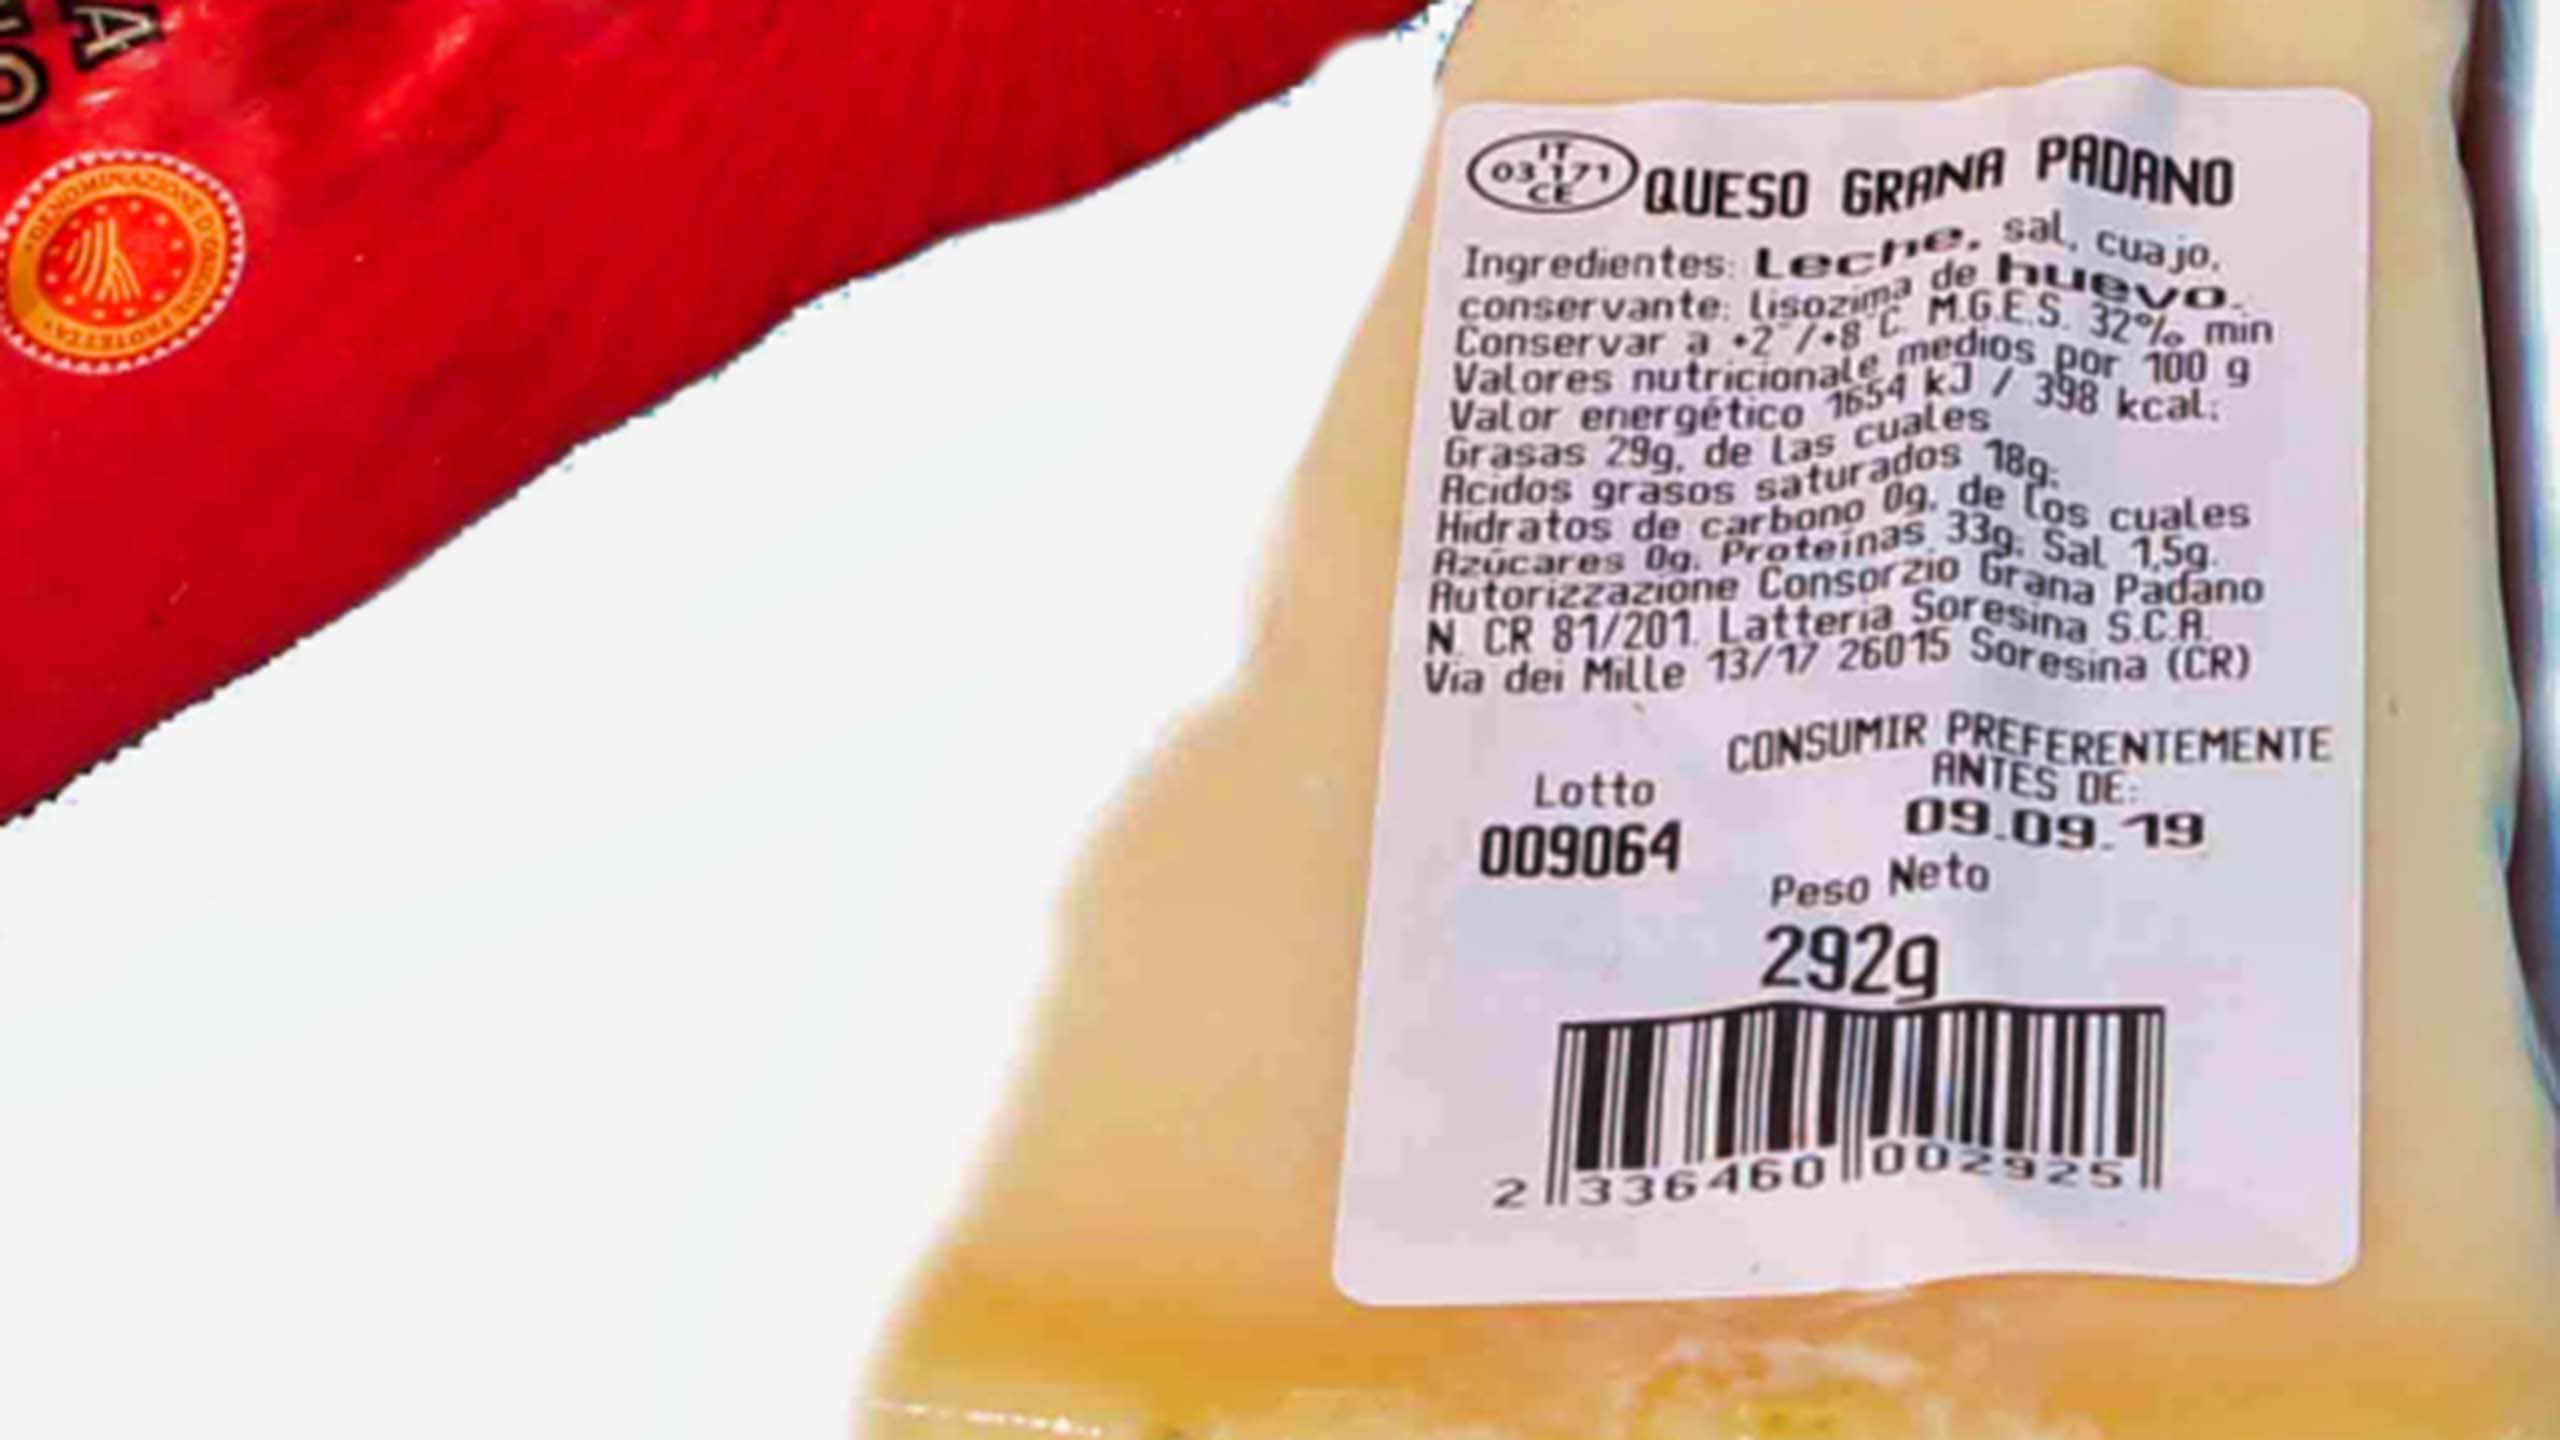 DENOMINAZIONE D'ORIGINE PROTETTA
IT
03 171
CE
QUESO GRANA PADANO
Ingredientes: Leche, sal, cuajo,
conservante: lisozima de huevo.
Conservar a +2°/+8°C. M.G.E.S. 32% min
Valores nutricionale medios por 100 g
Valor energético 1654 kJ / 398 kcal;
Grasas 29g, de las cuales
Acidos grasos saturados 18g;
Hidratos de carbono 0g, de los cuales
Azúcares 0g. Proteinas 33g. Sal 1,5g.
Autorizzazione Consorzio Grana Padano
N. CR 81/201. Latteria Soresina S.C.A.
Via dei Mille 13/17 26015 Soresina (CR)
CONSUMIR PREFERENTEMENTE
ANTES DE:
09.09.19
Lotto
009064
Peso Neto
292g
2 336460 002925